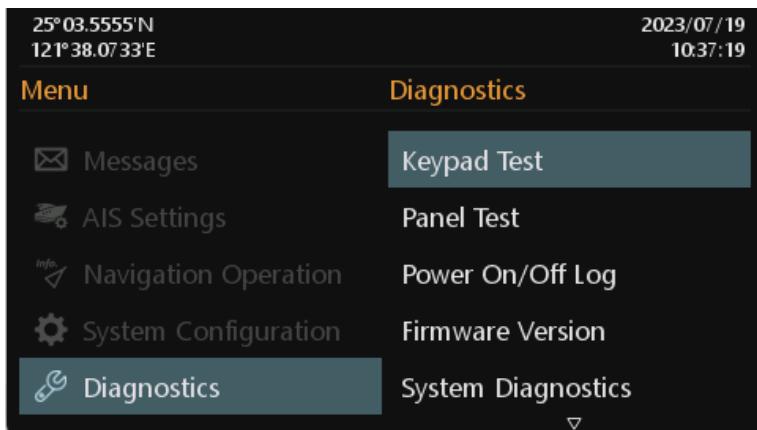 25°03.5555'N
121°38.0733'E
2023/07/19
10:37:19
Menu
Messages
AIS Settings
Info.
Navigation Operation
System Configuration
Diagnostics
Diagnostics
Keypad Test
Panel Test
Power On/Off Log
Firmware Version
System Diagnostics